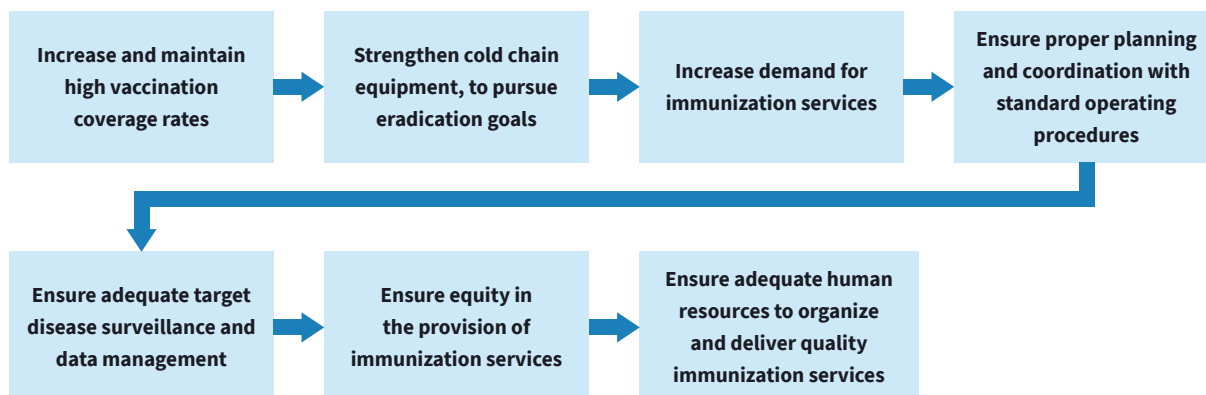 Increase and maintain
high vaccination
coverage rates
Strengthen cold chain
equipment, to pursue
eradication goals
Increase demand for
immunization services
Ensure proper planning
and coordination with
standard operating
procedures
Ensure adequate target
disease surveillance and
data management
Ensure equity in
the provision of
immunization services
Ensure adequate human
resources to organize
and deliver quality
immunization services